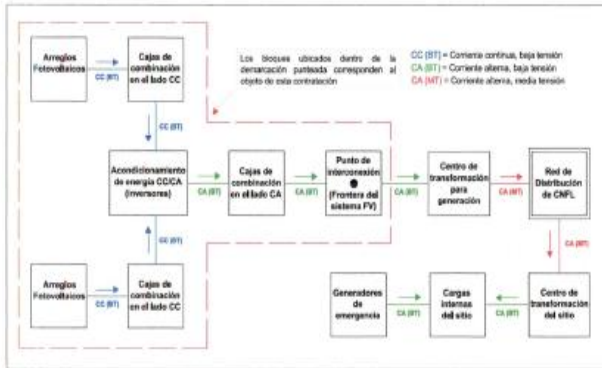 Arreglos
Fotovoltaicos
CC (BT)
Cajas de
combinación
en el lado CC
Los bloques ubicados dentro de la
demarcación punteada corresponden al
objeto de esta contratación
CC (BT) = Corriente continua, baja tensión
CA (BT) = Corriente alterna, baja tensión
CA (MT) = Corriente alterna, media tensión
CC (BT)
Acondicionamiento
de energía CC/CA
(inversores)
CA (BT)
Cajas de
combinación
en el lado CA
CA (BT)
Punto de
interconexión
(Frontera del
sistema FV)
CA (BT)
Centro de
transformación
para
generación
CA (MT)
Red de
Distribución
de CNFL
CC (BT)
CA (MT)
Arreglos
Fotovoltaicos
CC (BT)
Cajas de
combinación
en el lado CC
Generadores
de
emergencia
CA (BT)
Cargas
internas
del sitio
CA (BT)
Centro de
transformación
del sitio